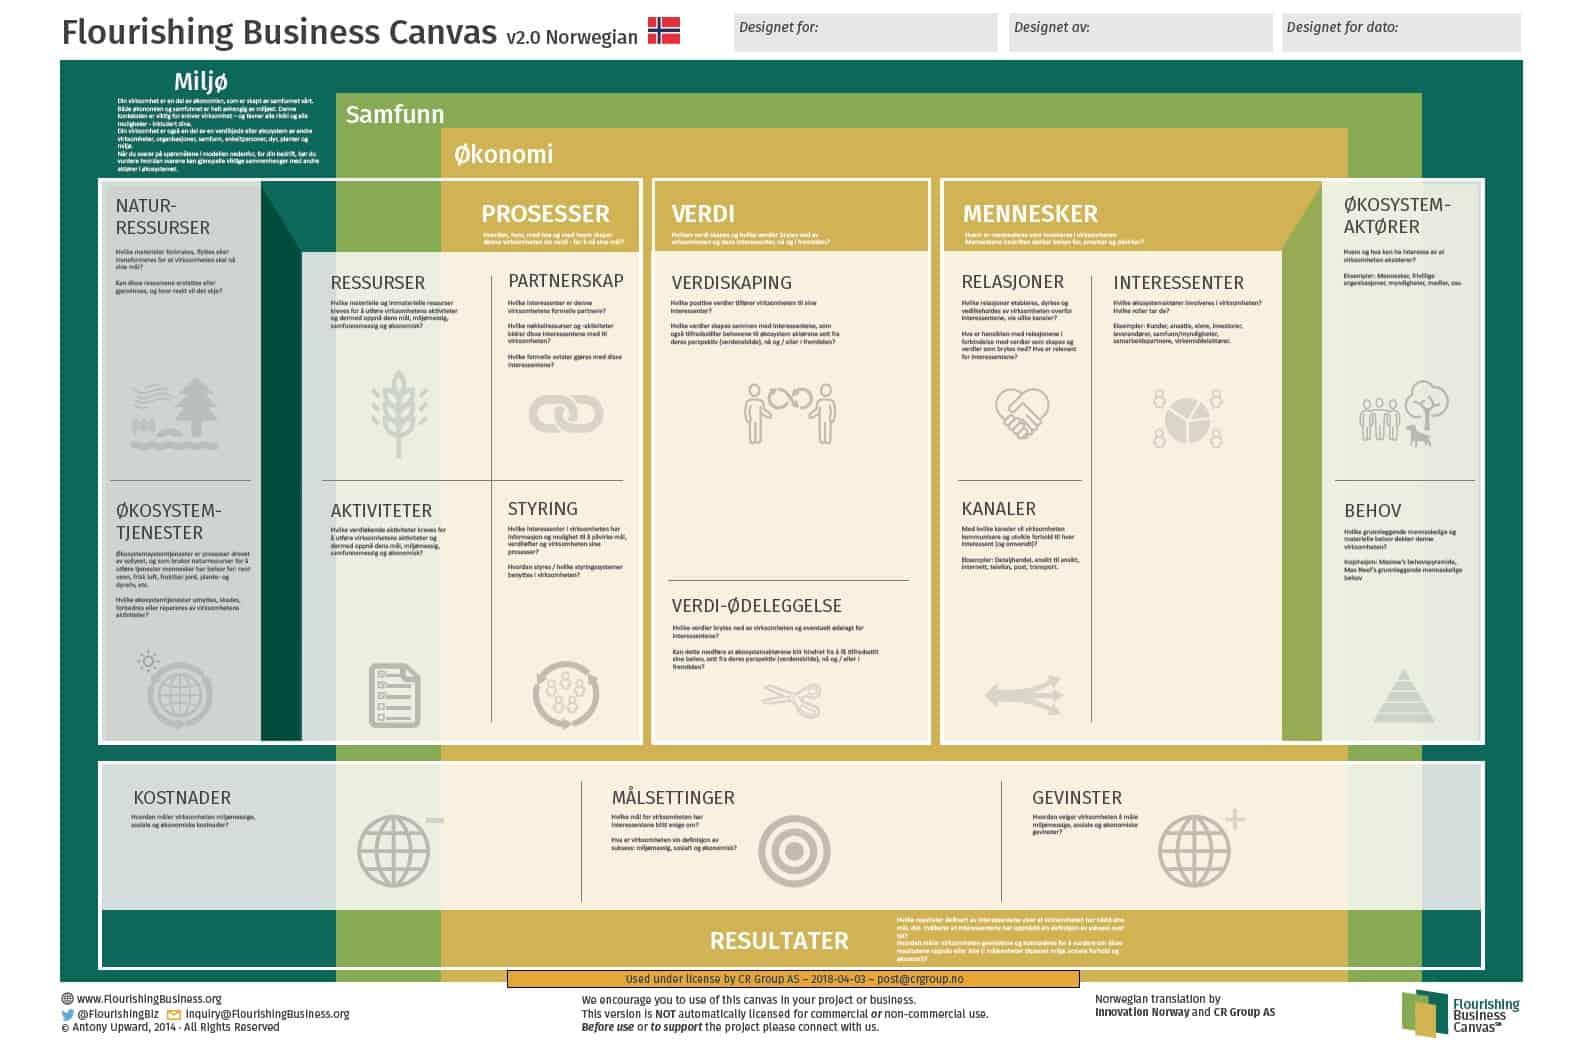 Flourishing Business Canvas v2.0 Norwegian
Designet for:
Designet av:
Designet for dato:
Miljø
Din virksomhet er en del av økonomien, som er skapt av samfunnet vårt.
Både økonomien og samfunnet er helt avhengig av miljøet. Denne
konteksten er viktig for enhver virksomhet – og favner alle risiki og alle
muligheter - inkludert dine.
Din virksomhet er også en del av en verdikjede eller økosystem av andre
virksomheter, organisasjoner, samfunn, enkeltpersoner, dyr, planter og
miljø.
Når du svarer på spørsmålene i modellen nedenfor, for din bedrift, bør du
vurdere hvordan svarene kan gjenspeile viktige sammenhenger med andre
aktører i økosystemet.
Samfunn
Økonomi
NATUR-
RESSURSER
Hvilke materialer forbrukes, flyttes eller
transformeres for at virksomheten skal nå
sine mål?
Kan disse ressursene erstattes eller
gjenvinnes, og hvor raskt vil det skje?
ØKOSYSTEM-
TJENESTER
Økosystemsystemtjenester er prosesser drevet
av sollyset, og som bruker naturressurser for å
utføre tjenester mennesker har behov for: rent
vann, frisk luft, fruktbar jord, plante- og
dyreliv, etc.
Hvilke økosystemtjenester utnyttes, skades,
forbedres eller repareres av virksomhetens
aktiviteter?
PROSESSER
Hvordan, hvor, med hva og med hvem skaper
denne virksomheten de verdi - for å nå sine mål?
RESSURSER
Hvilke materielle og immaterielle ressurser
kreves for å utføre virksomhetens aktiviteter
og dermed oppnå dens mål, miljømessig,
samfunnsmessig og økonomisk?
PARTNERSKAP
Hvilke interessenter er denne
virksomhetens formelle partnere?
Hvilke nøkkelressurser og -aktiviteter
bidrar disse interessentene med til
virksomheten?
Hvilke formelle avtaler gjøres med disse
interessentene?
AKTIVITETER
Hvilke verdiøkende aktiviteter kreves for
å utføre virksomhetens aktiviteter og
dermed oppnå dens mål, miljømessig,
samfunnsmessig og økonomisk?
STYRING
Hvilke interessenter i virksomheten har
informasjon og mulighet til å påvirke mål,
verdiløfter og virksomheten sine
prosesser?
Hvordan styres / hvilke styringssystemer
benyttes i virksomheten?
VERDI
Hvilken verdi skapes og hvilke verdier brytes ned av
virksomheten og dens interessenter, nå og i fremtiden?
VERDISKAPING
Hvilke positive verdier tilfører virksomheten til sine
interessenter?
Hvilke verdier skapes sammen med interessentene, som
også tilfredsstiller behovene til økosystem aktørene sett fra
deres perspektiv (verdensbilde), nå og / eller i fremtiden?
VERDI-ØDELEGGELSE
Hvilke verdier brytes ned av virksomheten og eventuelt ødelagt for
interessentene?
Kan dette medføre at økosystemaktørene blir hindret fra å få tilfredsstilt
sine behov, sett fra deres perspektiv (verdensbilde), nå og / eller i
fremtiden?
MENNESKER
Hvem er menneskene som involveres i virksomheten:
Menneskene bedriften dekker behov for, ansetter og påvirker?
RELASJONER
Hvilke relasjoner etableres, dyrkes og
vedlikeholdes av virksomheten overfor
interessentene, via ulike kanaler?
Hva er hensikten med relasjonene i
forbindelse med verdier som skapes og
verdier som brytes ned? Hva er relevant
for interessentene?
INTERESSENTER
Hvilke økosystemaktører involveres i virksomheten?
Hvilke roller tar de?
Eksempler: Kunder, ansatte, eiere, investorer,
leverandører, samfunn/myndigheter,
samarbeidspartnere, virkemiddelaktører.
KANALER
Med hvilke kanaler vil virksomheten
kommunisere og utvikle forhold til hver
interessent (og omvendt)?
Eksempler: Detaljhandel, ansikt til ansikt,
internett, telefon, post, transport.
ØKOSYSTEM-
AKTØRER
Hvem og hva kan ha interesse av at
virksomheten eksisterer?
Eksempler: Mennesker, frivillige
organisasjoner, myndigheter, medier, osv.
BEHOV
Hvilke grunnleggende menneskelige og
materielle behov dekker denne
virksomheten?
Inspirasjon: Maslow's behovspyramide,
Max Neef's grunnleggende menneskelige
behov
KOSTNADER
Hvordan måler virksomheten miljømessige,
sosiale og økonomiske kostnader?
MÅLSETTINGER
Hvilke mål for virksomheten har
interessentene blitt enige om?
Hva er virksomheten sin definisjon av
suksess: miljømessig, sosialt og økonomisk?
GEVINSTER
Hvordan velger virksomheten å måle
miljømessige, sosiale og økonomiske
gevinster?
RESULTATER
Used under license by CR Group AS – 2018-04-03 – post@crgroup.no
www.FlourishingBusiness.org
@FlourishingBiz inquiry@FlourishingBusiness.org
© Antony Upward, 2014 · All Rights Reserved
We encourage you to use of this canvas in your project or business.
This version is NOT automatically licensed for commercial or non-commercial use.
Before use or to support the project please connect with us.
Norwegian translation by
Innovation Norway and CR Group AS
Flourishing
Business
Canvas℠